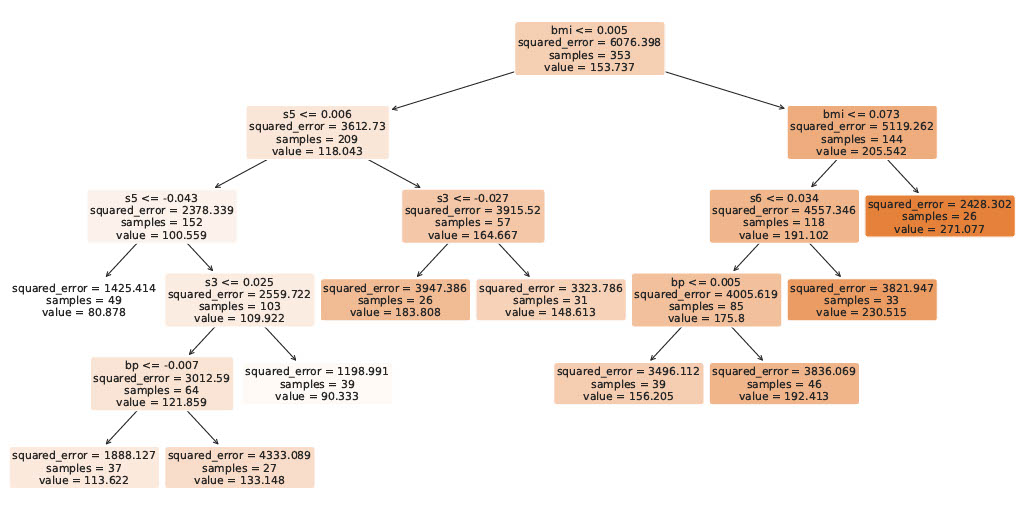 bmi <= 0.005
squared_error = 6076.398
samples = 353
value = 153.737
s5 <= 0.006
squared_error = 3612.73
samples = 209
value = 118.043
bmi <= 0.073
squared_error = 5119.262
samples = 144
value = 205.542
s5 <= -0.043
squared_error = 2378.339
samples = 152
value = 100.559
s3 <= -0.027
squared_error = 3915.52
samples = 57
value = 164.667
s6 <= 0.034
squared_error = 4557.346
samples = 118
value = 191.102
squared_error = 2428.302
samples = 26
value = 271.077
squared_error = 1425.414
samples = 49
value = 80.878
s3 <= 0.025
squared_error = 2559.722
samples = 103
value = 109.922
squared_error = 3947.386
samples = 26
value = 183.808
squared_error = 3323.786
samples = 31
value = 148.613
bp <= 0.005
squared_error = 4005.619
samples = 85
value = 175.8
squared_error = 3821.947
samples = 33
value = 230.515
bp <= -0.007
squared_error = 3012.59
samples = 64
value = 121.859
squared_error = 1198.991
samples = 39
value = 90.333
squared_error = 3496.112
samples = 39
value = 156.205
squared_error = 3836.069
samples = 46
value = 192.413
squared_error = 1888.127
samples = 37
value = 113.622
squared_error = 4333.089
samples = 27
value = 133.148